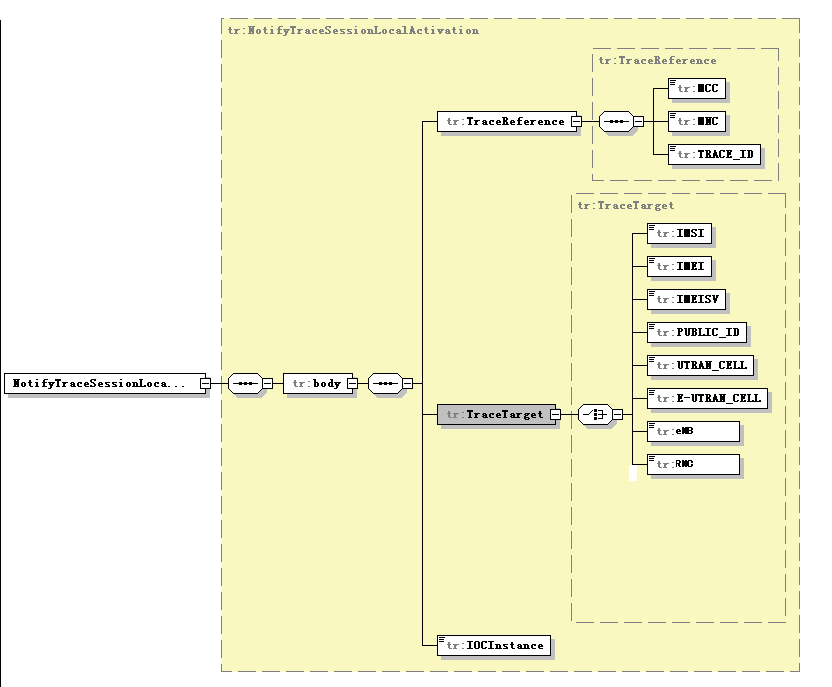 tr:NotifyTraceSessionLocalActivation
tr:TraceReference
tr:MCC
tr:TraceReference
tr:MNC
tr:TRACE_ID
tr:TraceTarget
tr:IMSI
tr:IMEI
tr:IMEISV
tr:PUBLIC_ID
tr:UTRAN_CELL
NotifyTraceSessionLoca...
tr:body
tr:E-UTRAN_CELL
tr:TraceTarget
tr:eNB
tr:RNC
tr:IOCInstance